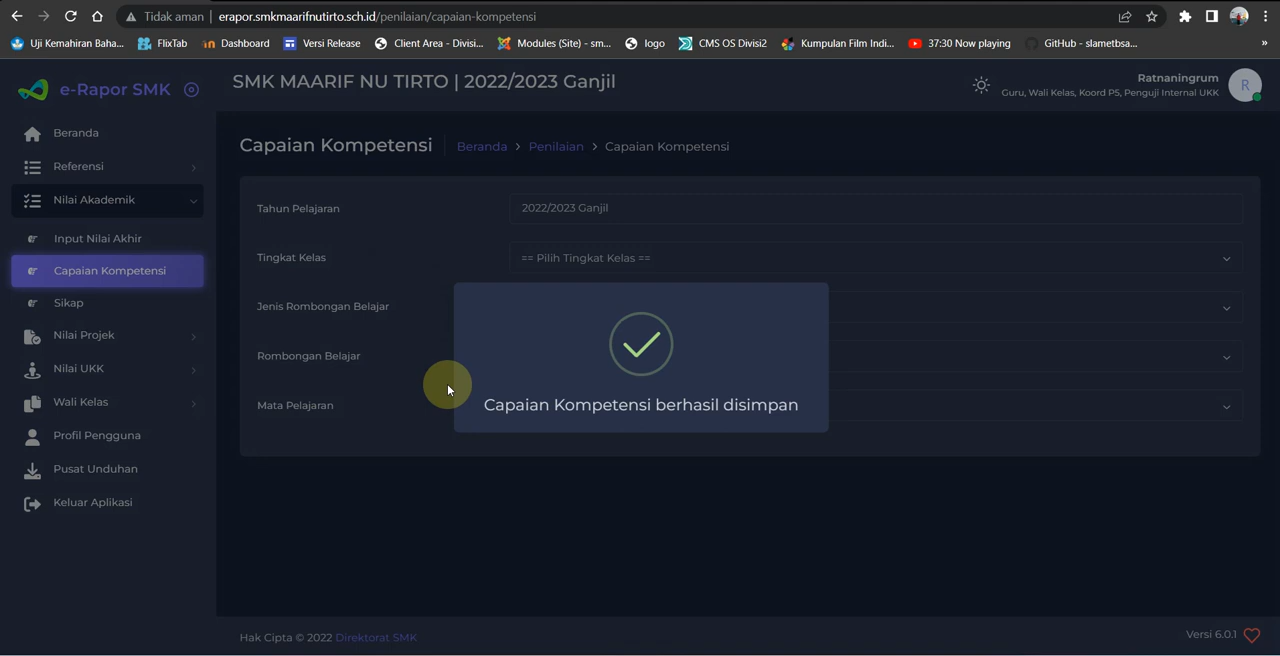 Tidak aman
erapor.smkmaarifnutirto.sch.id/penilaian/capaian-kompetensi
Uji Kemahiran Baha...
FlixTab
Dashboard
Versi Release
Client Area - Divisi...
Modules (Site) - sm...
logo
CMS OS Divisi2
Kumpulan Film Indi...
37:30 Now playing
GitHub - slametbsa...
»
e-Rapor SMK
SMK MAARIF NU TIRTO | 2022/2023 Ganjil
Ratnaningrum
Guru, Wali Kelas, Koord P5, Penguji Internal UKK
R
Beranda
Referensi
Nilai Akademik
Input Nilai Akhir
Capaian Kompetensi
Sikap
Nilai Projek
Nilai UKK
Wali Kelas
Profil Pengguna
Pusat Unduhan
Keluar Aplikasi
Capaian Kompetensi
Beranda > Penilaian > Capaian Kompetensi
Tahun Pelajaran
2022/2023 Ganjil
Tingkat Kelas
== Pilih Tingkat Kelas ==
Jenis Rombongan Belajar
Rombongan Belajar
Mata Pelajaran
Capaian Kompetensi berhasil disimpan
Hak Cipta © 2022 Direktorat SMK
Versi 6.0.1